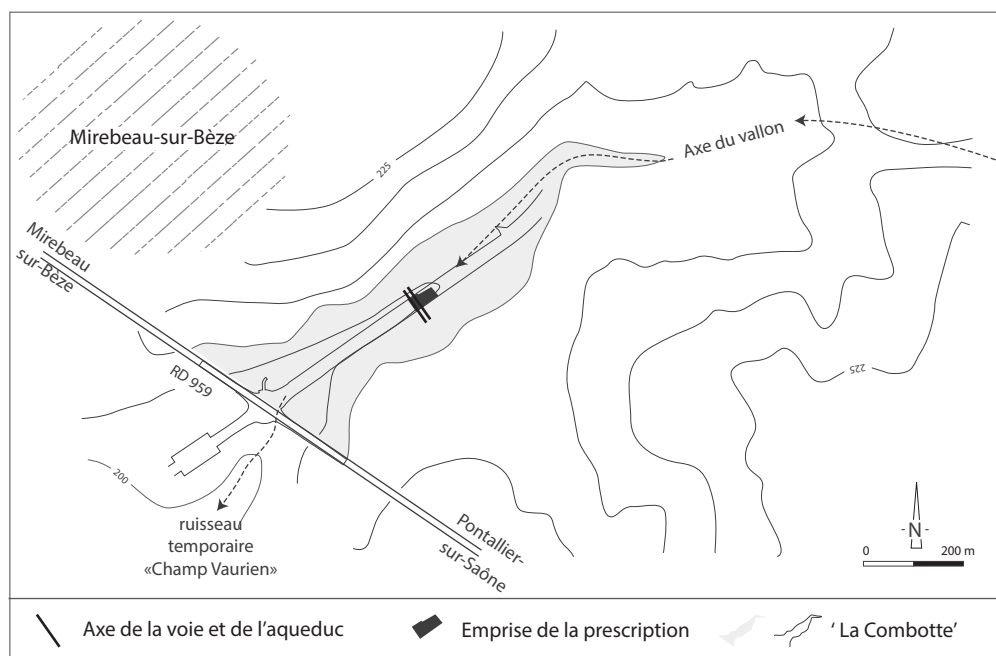 Mirebeau-sur-Bèze
225
Axe du vallon
Mirebeau
sur-Bèze
RD 959
225
200
ruisseau
temporaire
«Champ Vaurien»
Pontallier-
sur-Saône
-N-
0 200 m
Axe de la voie et de l'aqueduc
Emprise de la prescription
' La Combotte'